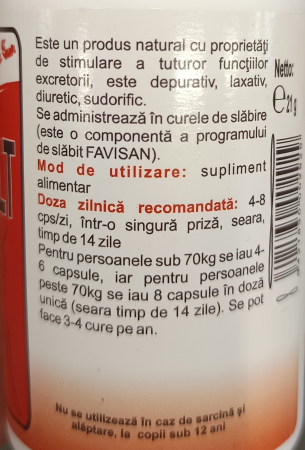 Este un produs natural cu proprietăți
de stimulare a tuturor funcțiilor
excretorii, este depurativ, laxativ,
diuretic, sudorific.
Se administrează în curele de slăbire
(este o componentă a programului
de slăbit FAVISAN).
Mod de utilizare: supliment
alimentar
Doza zilnică recomandată: 4-8
cps/zi, într-o singură priză, seara,
timp de 14 zile
Pentru persoanele sub 70kg se iau 4-
6 capsule, iar pentru persoanele
peste 70kg se iau 8 capsule în doză
unică (seara timp de 14 zile). Se pot
face 3-4 cure pe an.
Nu se utilizează în caz de sarcină și
alăptare, la copii sub 12 ani
Netto:
℮ 21 g
LT